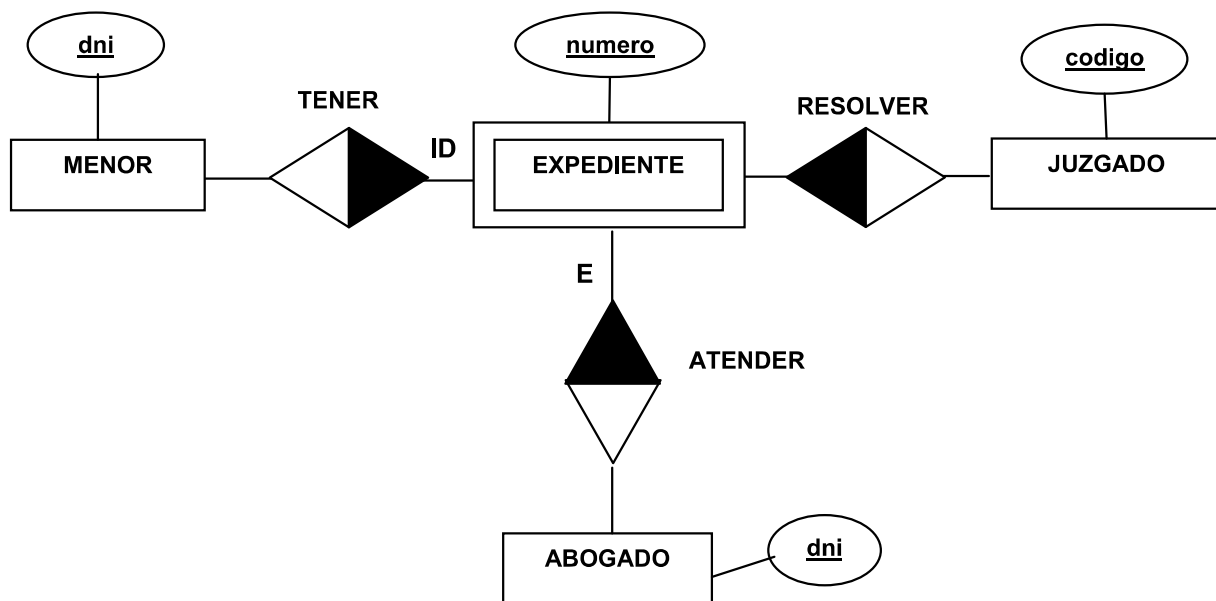 dni
numero
codigo
TENER
RESOLVER
MENOR
ID
EXPEDIENTE
JUZGADO
E
ATENDER
ABOGADO
dni